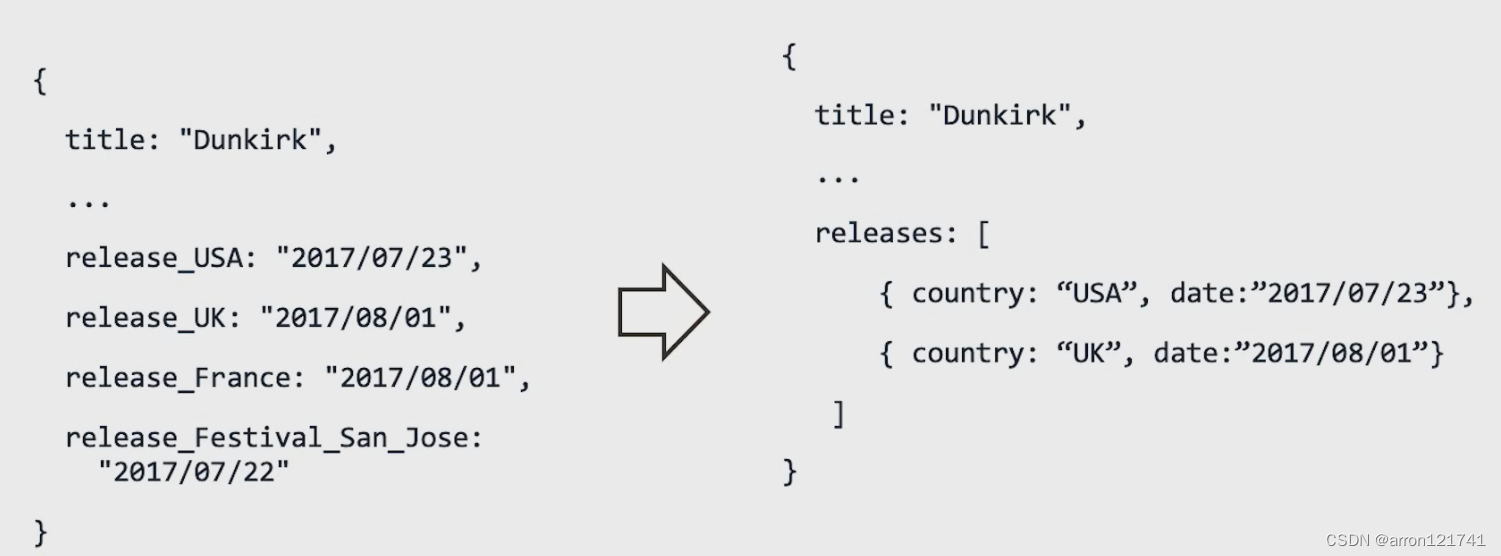 {
title: "Dunkirk",
...
release_USA: "2017/07/23",
release_UK: "2017/08/01",
release_France: "2017/08/01",
release_Festival_San_Jose:
"2017/07/22"
}
{
title: "Dunkirk",
...
releases: [
{ country: “USA”, date:”2017/07/23”},
{ country: “UK”, date:”2017/08/01”}
]
}
CSDN @arron121741